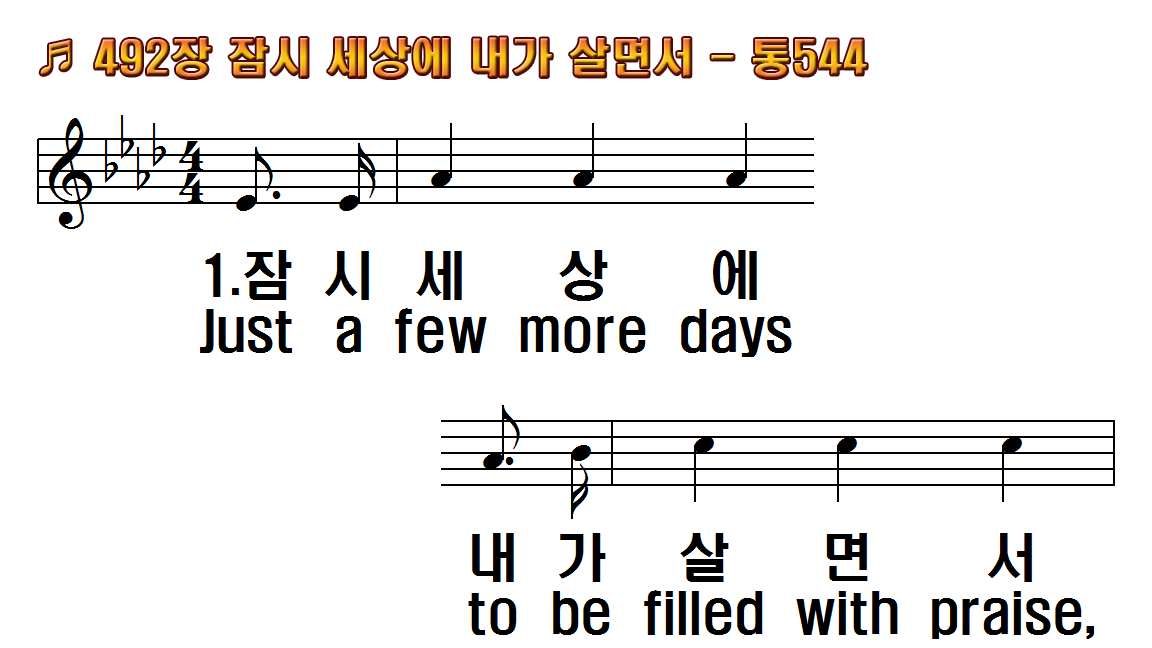 ♬ 492장 잠시 세상에 내가 살면서 - 통544
4
4
1.잠 시 세 상 에
Just a few more days
내 가 살 면 서
to be filled with praise,